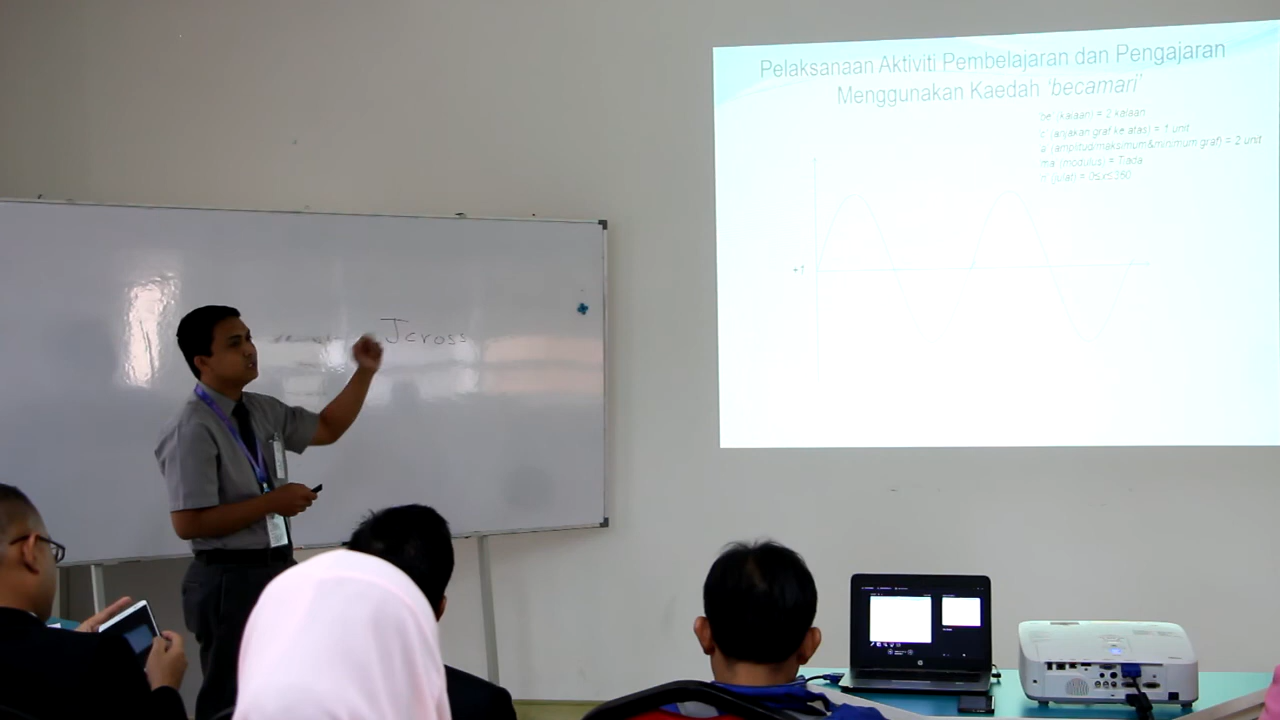 Jcross
Pelaksanaan Aktiviti Pembelajaran dan Pengajaran
Menggunakan Kaedah 'becamari'
be' (kalaan) = 2 kalaan
c' (anjakan graf ke atas) = 1 unit
a' (amplitud/maksimum&minimum graf) = 2 unit
ma' (modulus) = Tiada
ri' (julat) = 0≤x≤360
+1